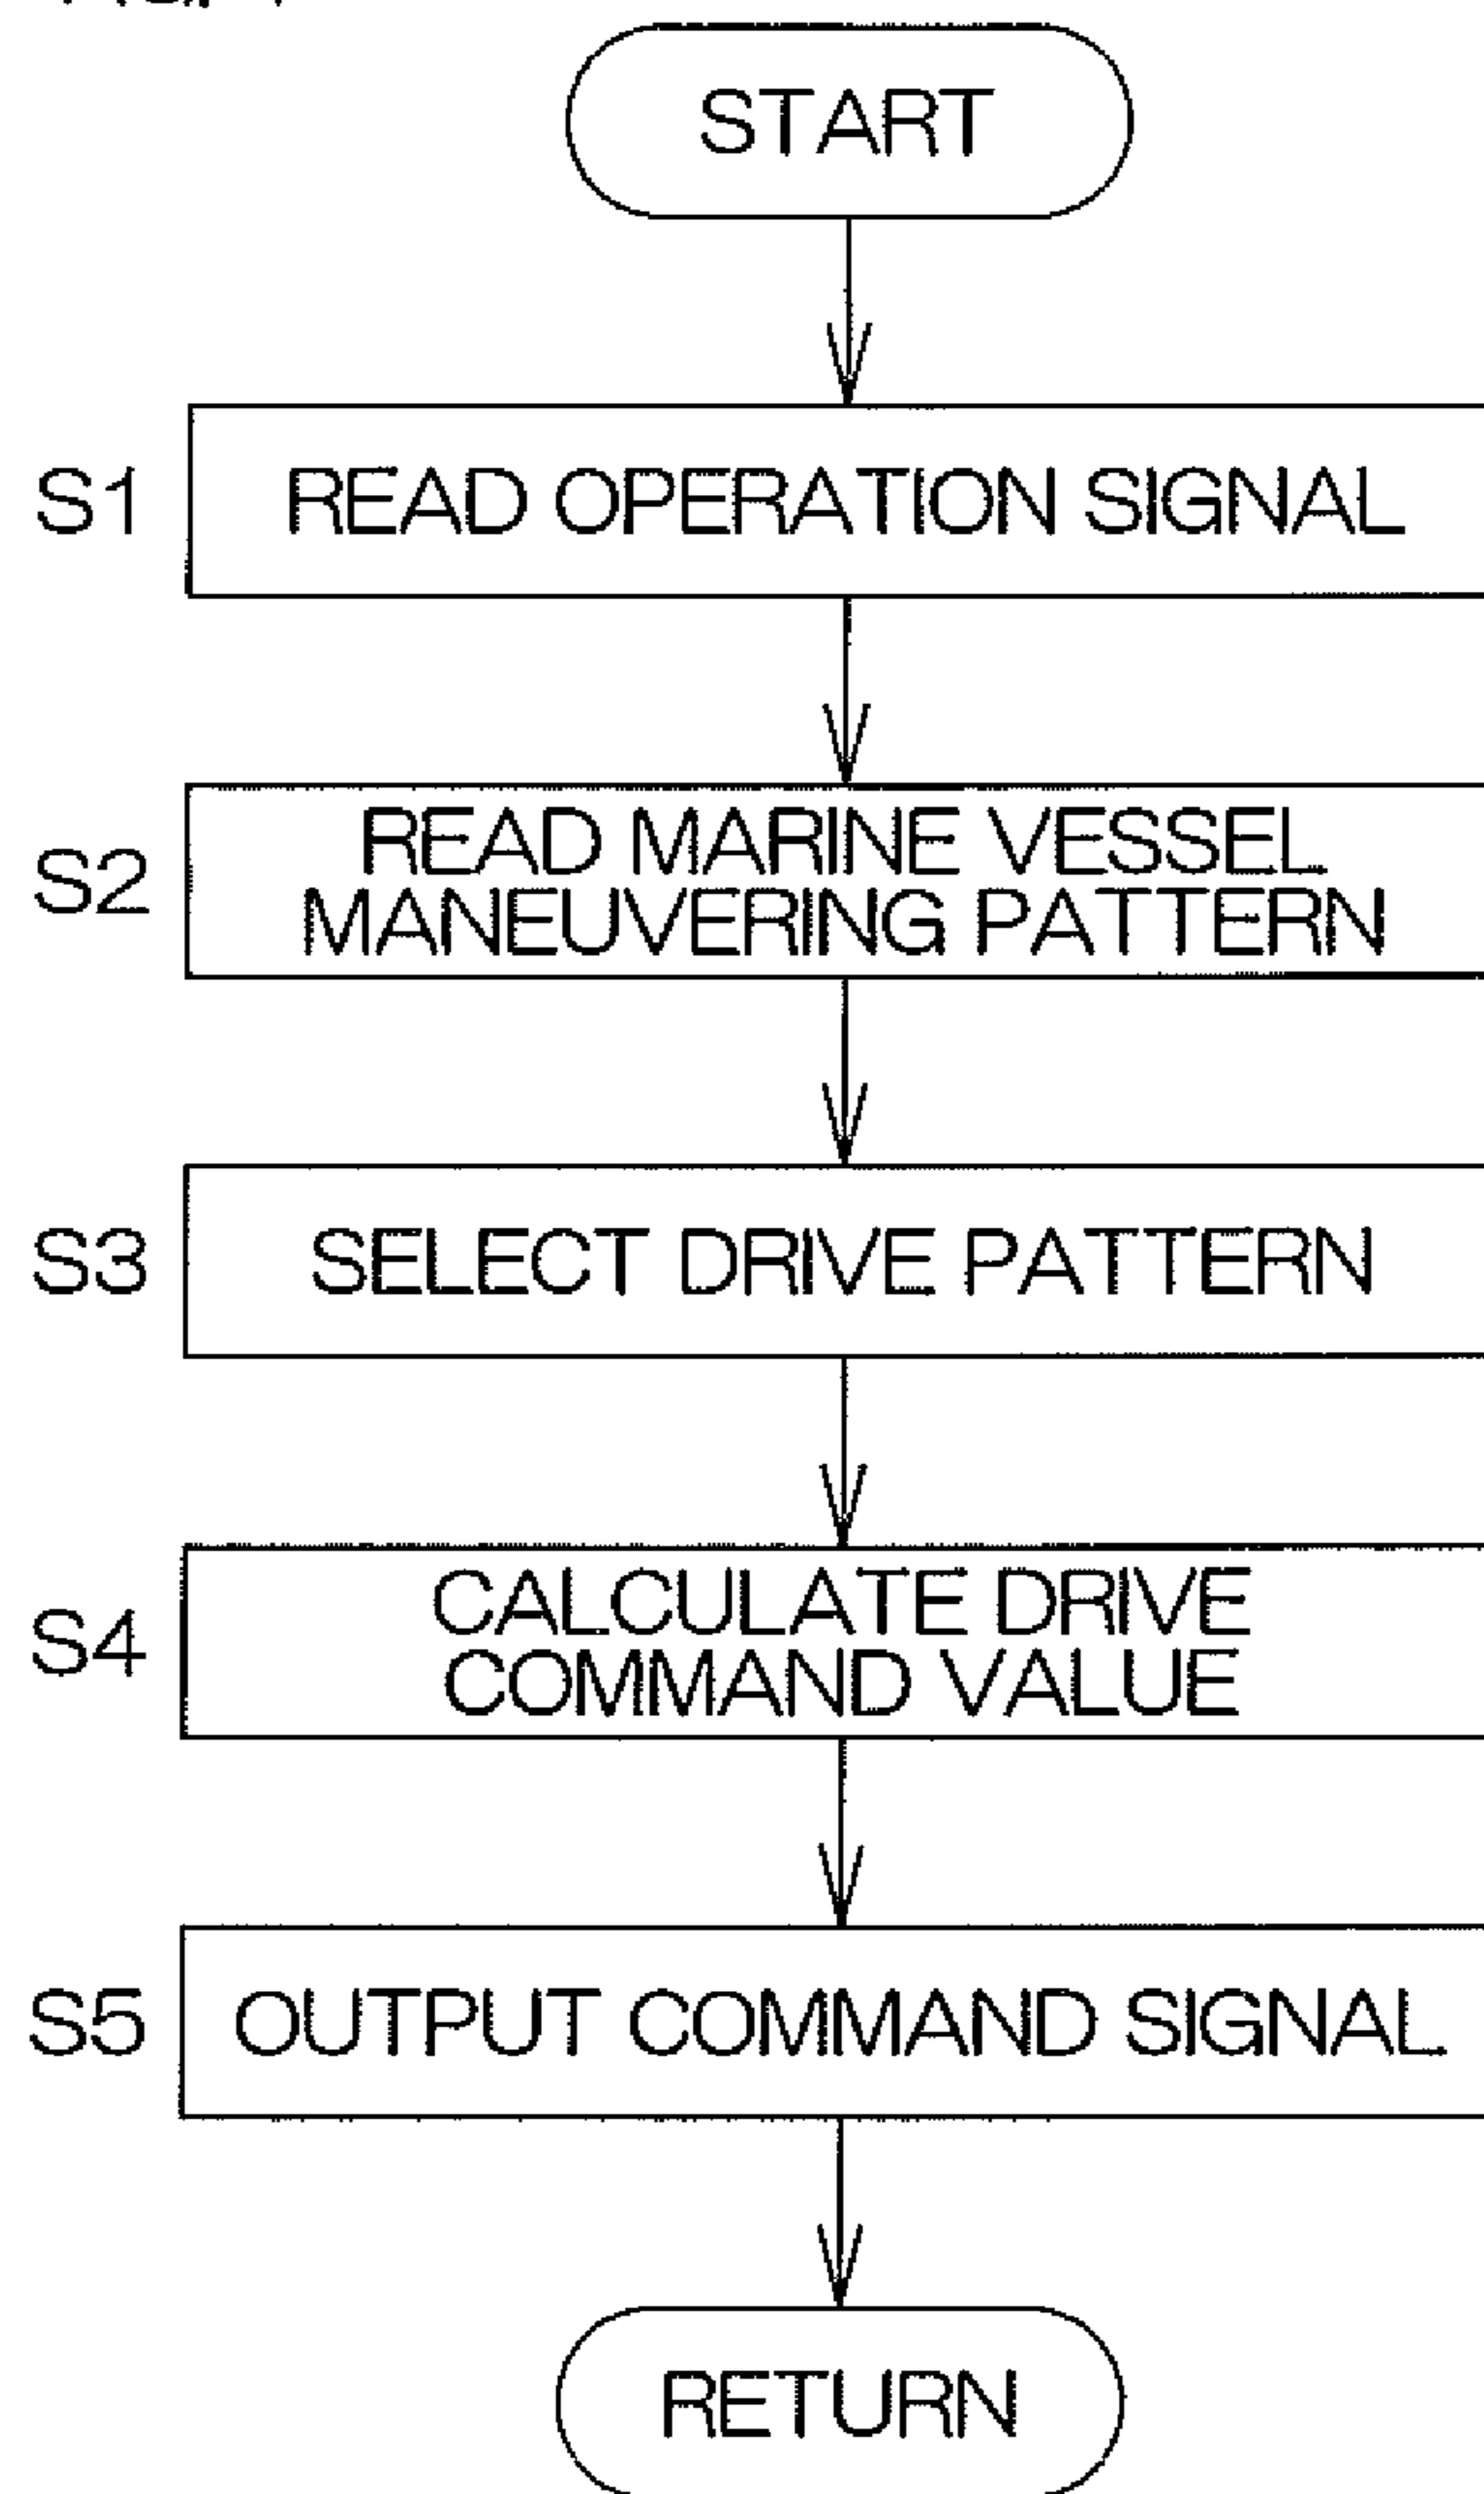 START
S1 READ OPERATION SIGNAL
S2 READ MARINE VESSEL
MANEUVERING PATTERN
S3 SELECT DRIVE PATTERN
S4 CALCULATE DRIVE
COMMAND VALUE
S5 OUTPUT COMMAND SIGNAL
RETURN